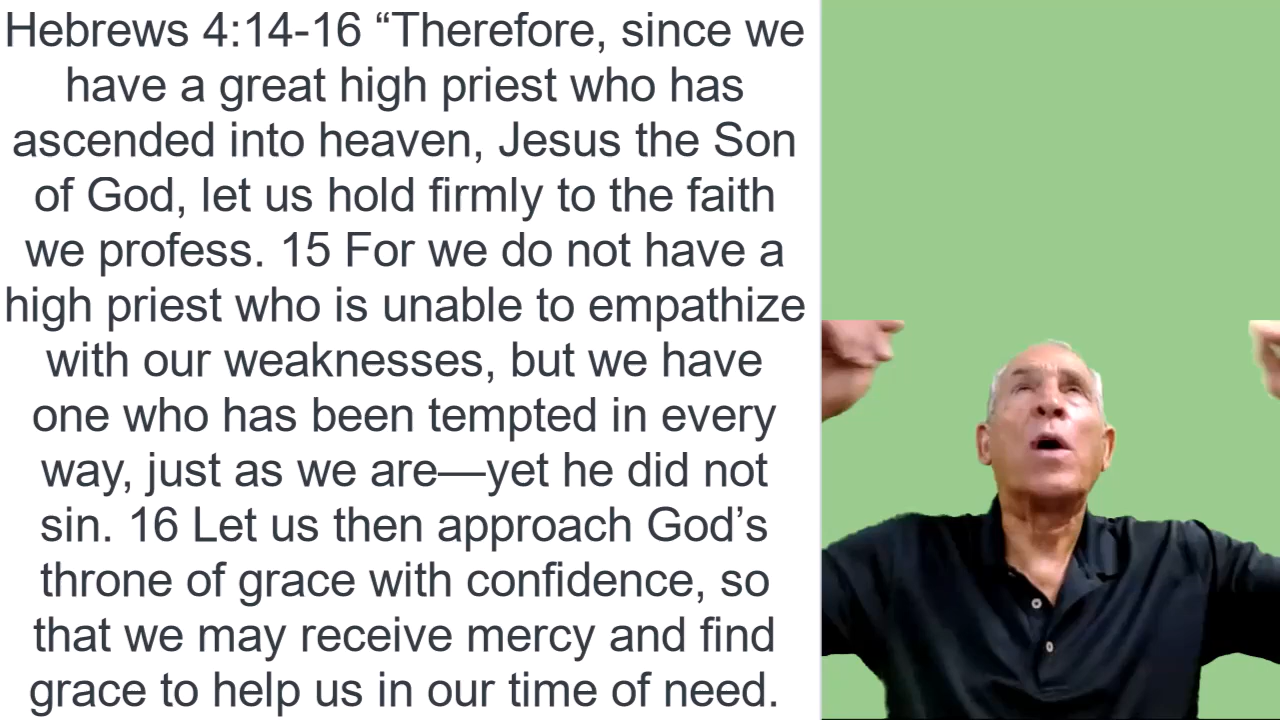 Hebrews 4:14-16 “Therefore, since we
have a great high priest who has
ascended into heaven, Jesus the Son
of God, let us hold firmly to the faith
we profess. 15 For we do not have a
high priest who is unable to empathize
with our weaknesses, but we have
one who has been tempted in every
way, just as we are—yet he did not
sin. 16 Let us then approach God’s
throne of grace with confidence, so
that we may receive mercy and find
grace to help us in our time of need.